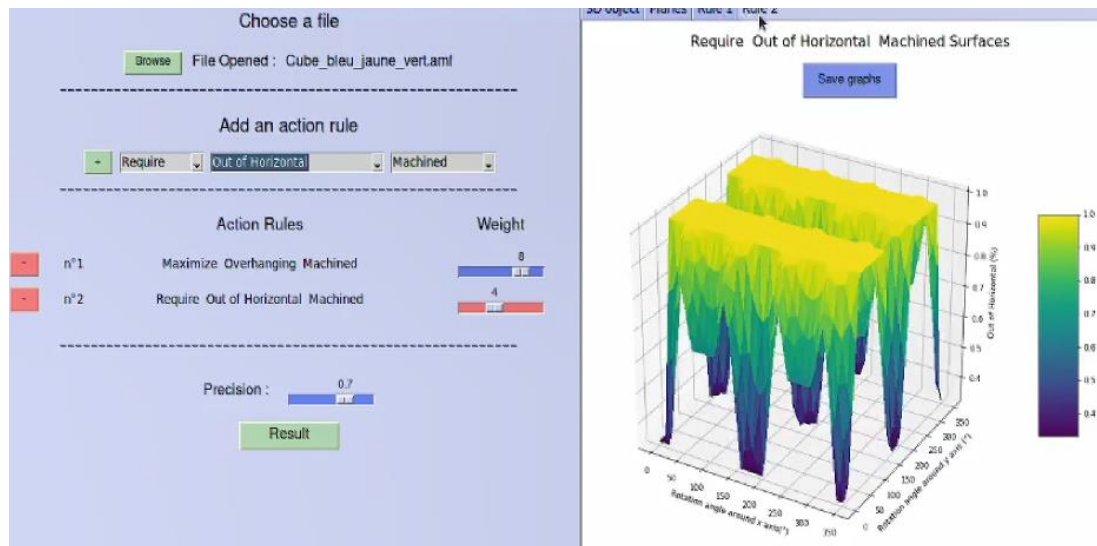 Choose a file
Browse File Opened : Cube_bleu_jaune_vert.amf
Add an action rule
+ Require Out of Horizontal Machined
Action Rules Weight
- n°1 Maximize Overhanging Machined 8
- n°2 Require Out of Horizontal Machined 4
Precision : 0.7
Result
3D object Planes Rule 1 Rule 2
Require Out of Horizontal Machined Surfaces
Save graphs
1.0
0.9
0.8
0.7
0.6
0.5
0.4
Out of Horizontal (%)
0 50 100 150 200 250 300 350
Rotation angle around x axis(°)
0 50 100 150 200 250 300 350
Rotation angle around y axis (°)
1.0
0.9
0.8
0.7
0.6
0.5
0.4